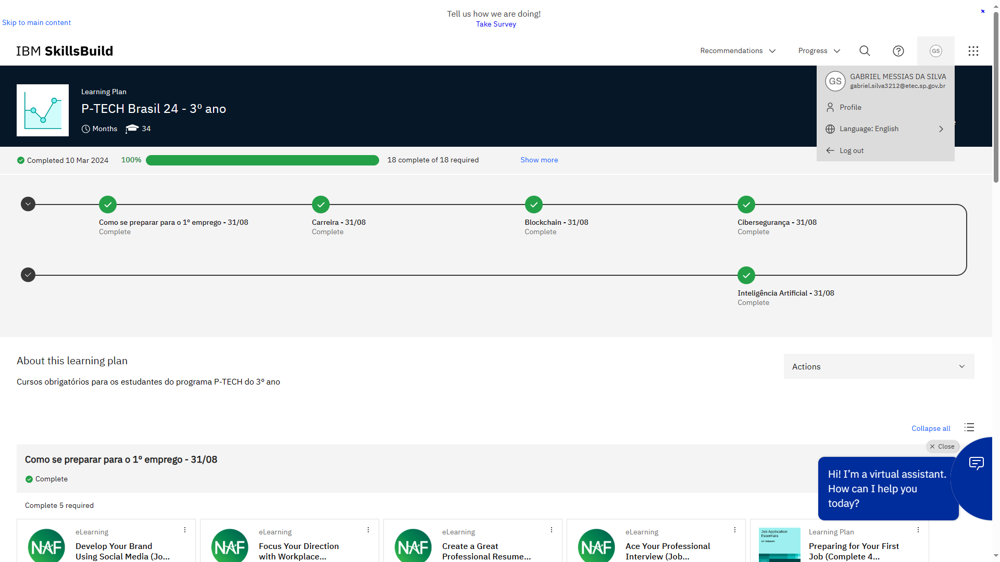 Tell us how we are doing!
Take Survey
×
Skip to main content
IBM SkillsBuild
Recommendations
Progress
GS
Learning Plan
P-TECH Brasil 24 - 3º ano
Months
34
GS
GABRIEL MESSIAS DA SILVA
gabriel.silva3212@etec.sp.gov.br
Profile
Language: English
Log out
Completed 10 Mar 2024
100%
18 complete of 18 required
Show more
Como se preparar para o 1º emprego - 31/08
Complete
Carreira - 31/08
Complete
Blockchain - 31/08
Complete
Cibersegurança - 31/08
Complete
Inteligência Artificial - 31/08
Complete
About this learning plan
Actions
Cursos obrigatórios para os estudantes do programa P-TECH do 3º ano
Collapse all
Close
Como se preparar para o 1º emprego - 31/08
Complete
Hi! I’m a virtual assistant.
How can I help you
today?
Complete 5 required
NAF
eLearning
Develop Your Brand
Using Social Media (Jo...
NAF
eLearning
Focus Your Direction
with Workplace...
NAF
eLearning
Create a Great
Professional Resume...
NAF
eLearning
Ace Your Professional
Interview (Job...
Job Application
Essentials
Learning Plan
Preparing for Your First
Job (Complete 4...